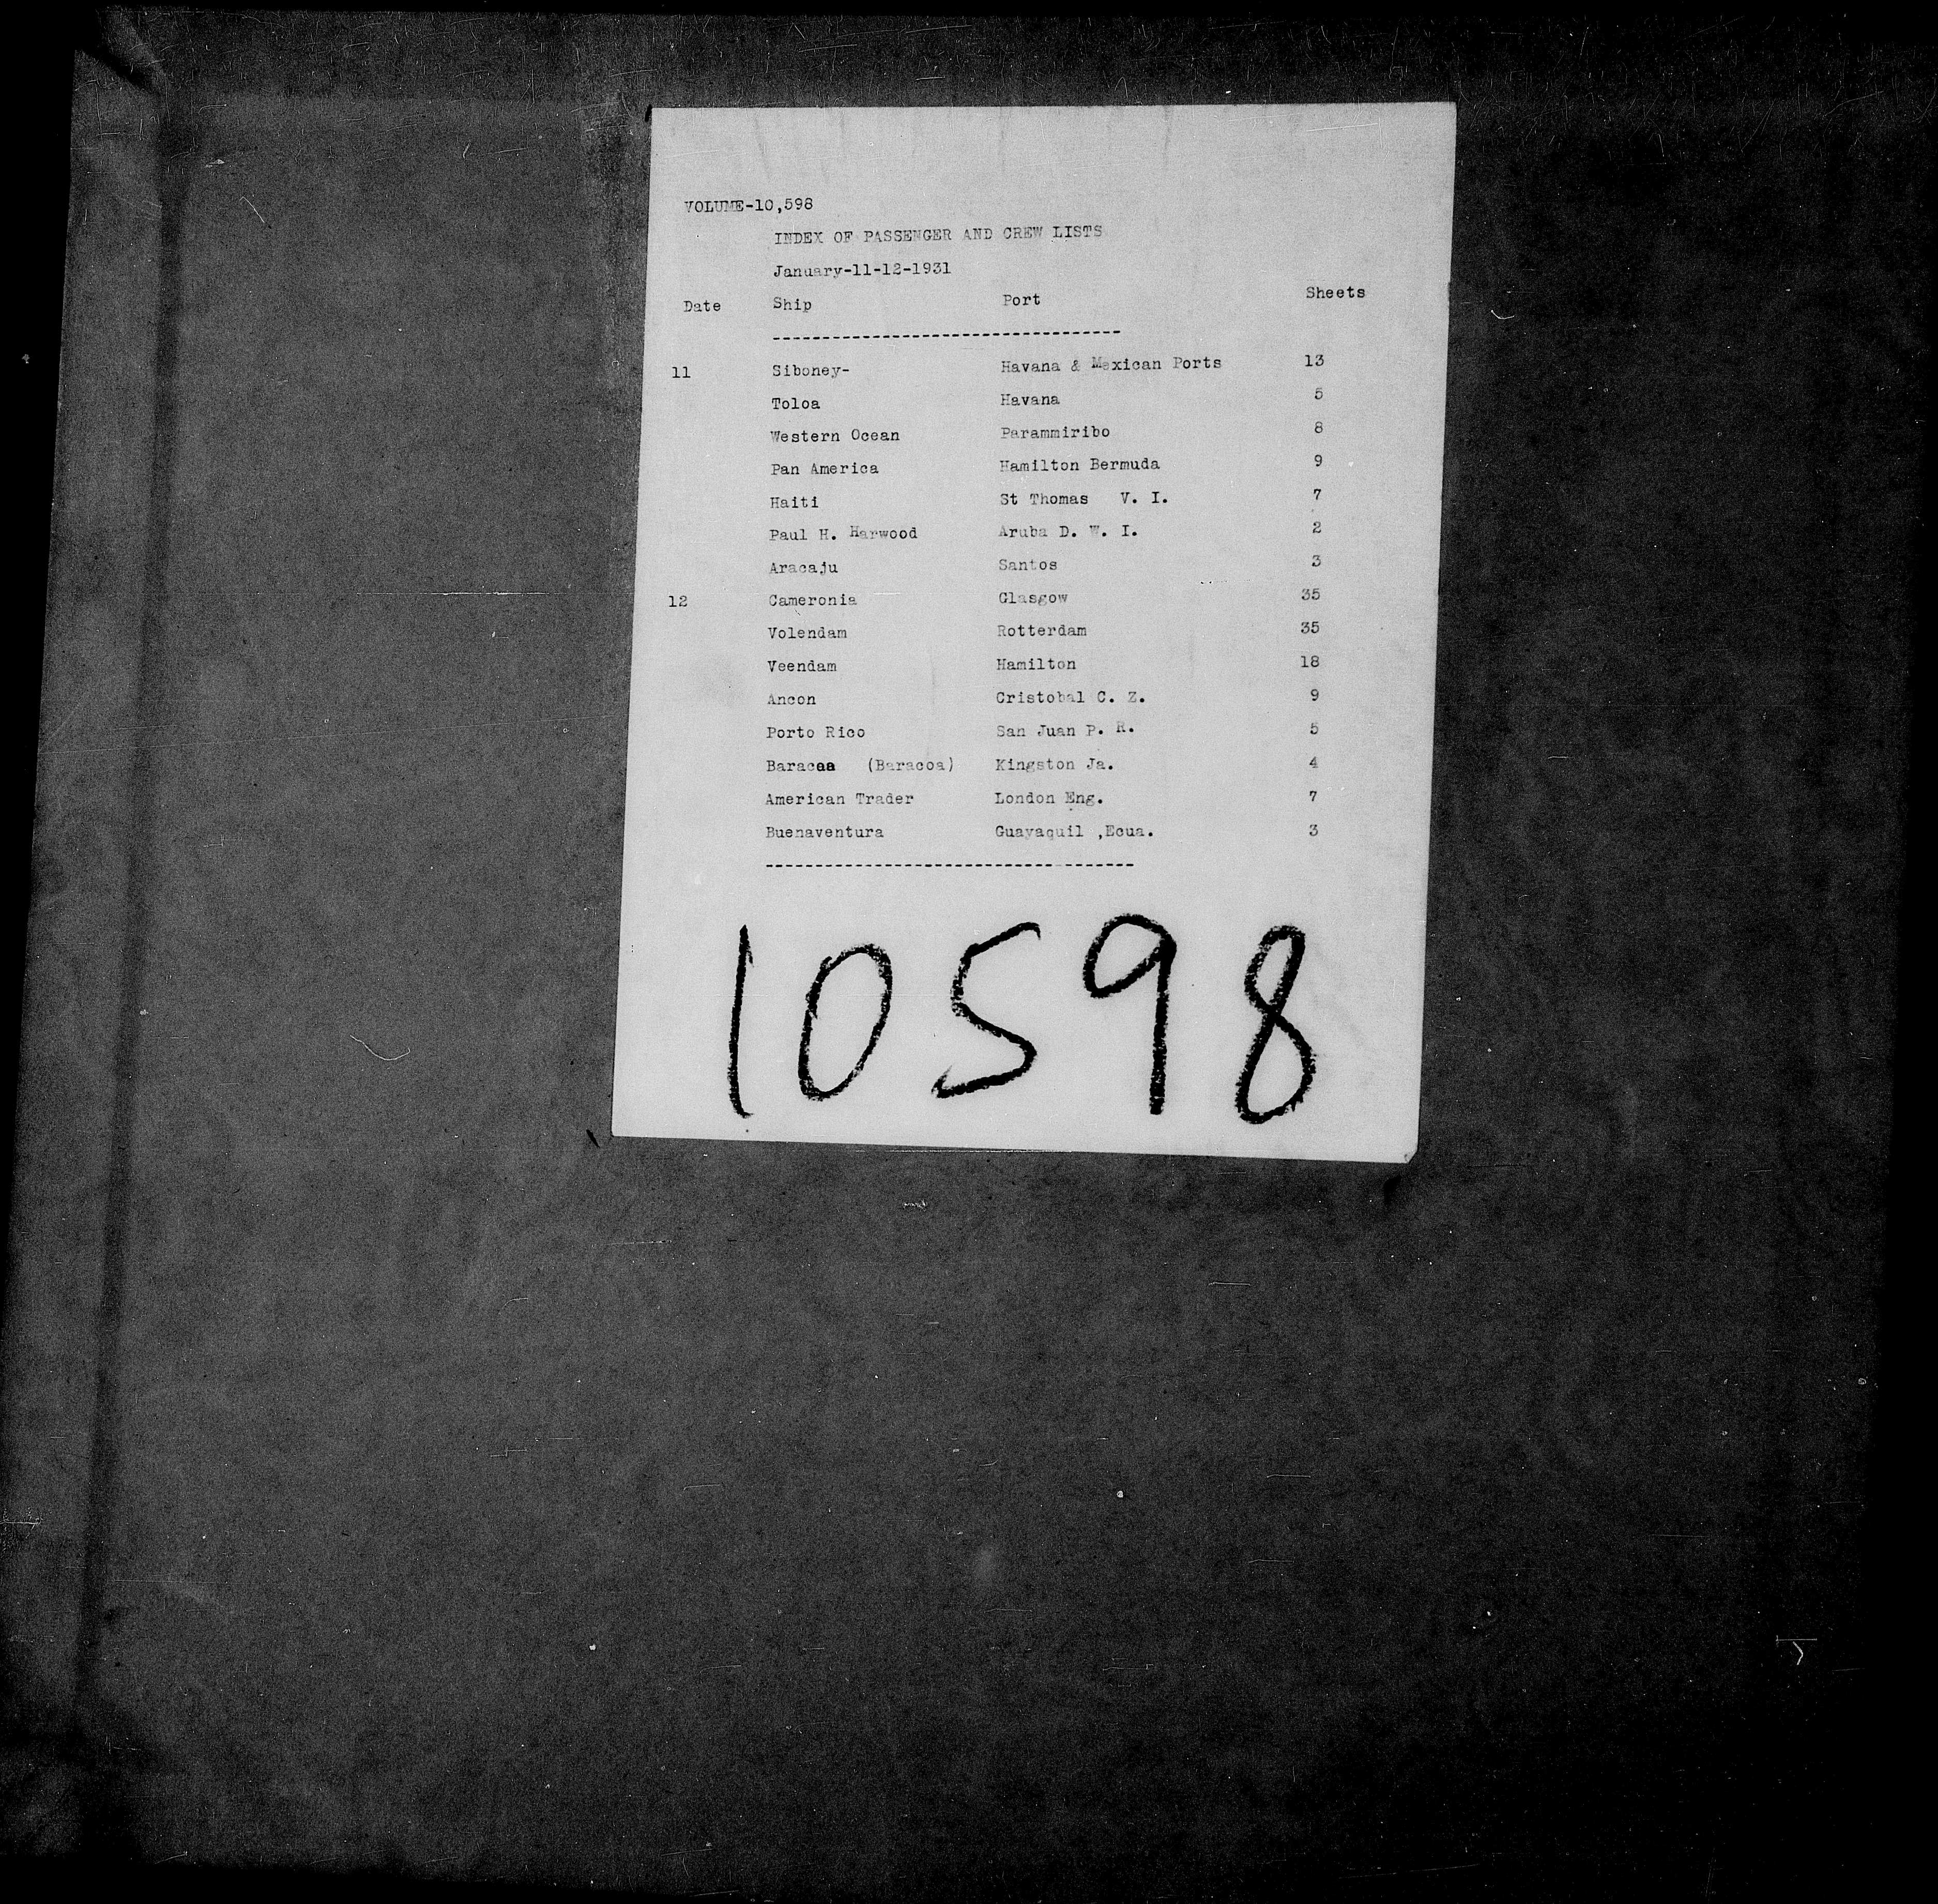 VOLUME-10,598
INDEX OF PASSENGER AND CREW LISTS
January-11-12-1931
Date Ship Port Sheets
-----------------------------------
11 Siboney- Havana & Mexican Ports 13
Toloa Havana 5
Western Ocean Parammiribo 8
Pan America Hamilton Bermuda 9
Haiti St Thomas V. I. 7
Paul H. Harwood Aruba D. W. I. 2
Aracaju Santos 3
12 Cameronia Glasgow 35
Volendam Rotterdam 35
Veendam Hamilton 18
Ancon Cristobal C. Z. 9
Porto Rico San Juan P. R. 5
Baracaa (Baracoa) Kingston Ja. 4
American Trader London Eng. 7
Buenaventura Guayaquil ,Ecua. 3
-------------------------------------
10598